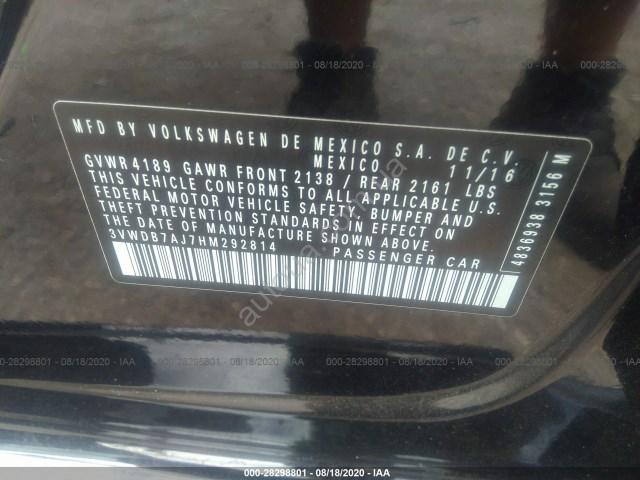 000-28298801 - 08/18/2020 - IAA
MFD BY VOLKSWAGEN DE MEXICO S.A. DE C.V.
MEXICO 11/16
GVWR 4189 GAWR FRONT 2138 / REAR 2161 LBS
THIS VEHICLE CONFORMS TO ALL APPLICABLE U.S.
FEDERAL MOTOR VEHICLE SAFETY, BUMPER AND
THEFT PREVENTION STANDARDS IN EFFECT ON
THE DATE OF MANUFACTURE SHOWN ABOVE.
3VWDB7AJ7HM292814 PASSENGER CAR
4836938 3156 M
000-28298801 - 08/18/2020 - IAA
000-28298801 - 08/18/2020 - IAA